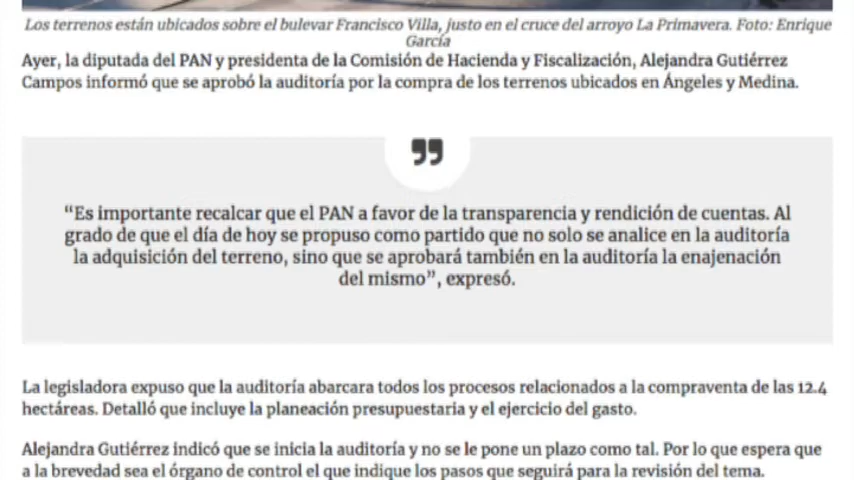 Los terrenos están ubicados sobre el bulevar Francisco Villa, justo en el cruce del arroyo La Primavera. Foto: Enrique
García
Ayer, la diputada del PAN y presidenta de la Comisión de Hacienda y Fiscalización, Alejandra Gutiérrez
Campos informó que se aprobó la auditoría por la compra de los terrenos ubicados en Ángeles y Medina.
”
“Es importante recalcar que el PAN a favor de la transparencia y rendición de cuentas. Al
grado de que el día de hoy se propuso como partido que no solo se analice en la auditoría
la adquisición del terreno, sino que se aprobará también en la auditoría la enajenación
del mismo”, expresó.
La legisladora expuso que la auditoría abarcara todos los procesos relacionados a la compraventa de las 12.4
hectáreas. Detalló que incluye la planeación presupuestaria y el ejercicio del gasto.
Alejandra Gutiérrez indicó que se inicia la auditoría y no se le pone un plazo como tal. Por lo que espera que
a la brevedad sea el órgano de control el que indique los pasos que seguirá para la revisión del tema.